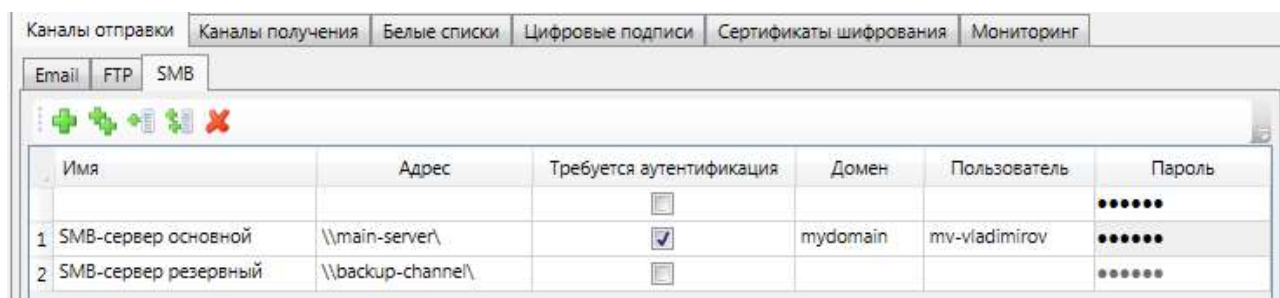 Каналы отправки Каналы получения Белые списки Цифровые подписи Сертификаты шифрования Мониторинг
Email FTP SMB
Имя Адрес Требуется аутентификация Домен Пользователь Пароль
●●●●●●
1 SMB-сервер основной \\main-server\ mydomain mv-vladimirov ●●●●●●
2 SMB-сервер резервный \\backup-channel\ ●●●●●●